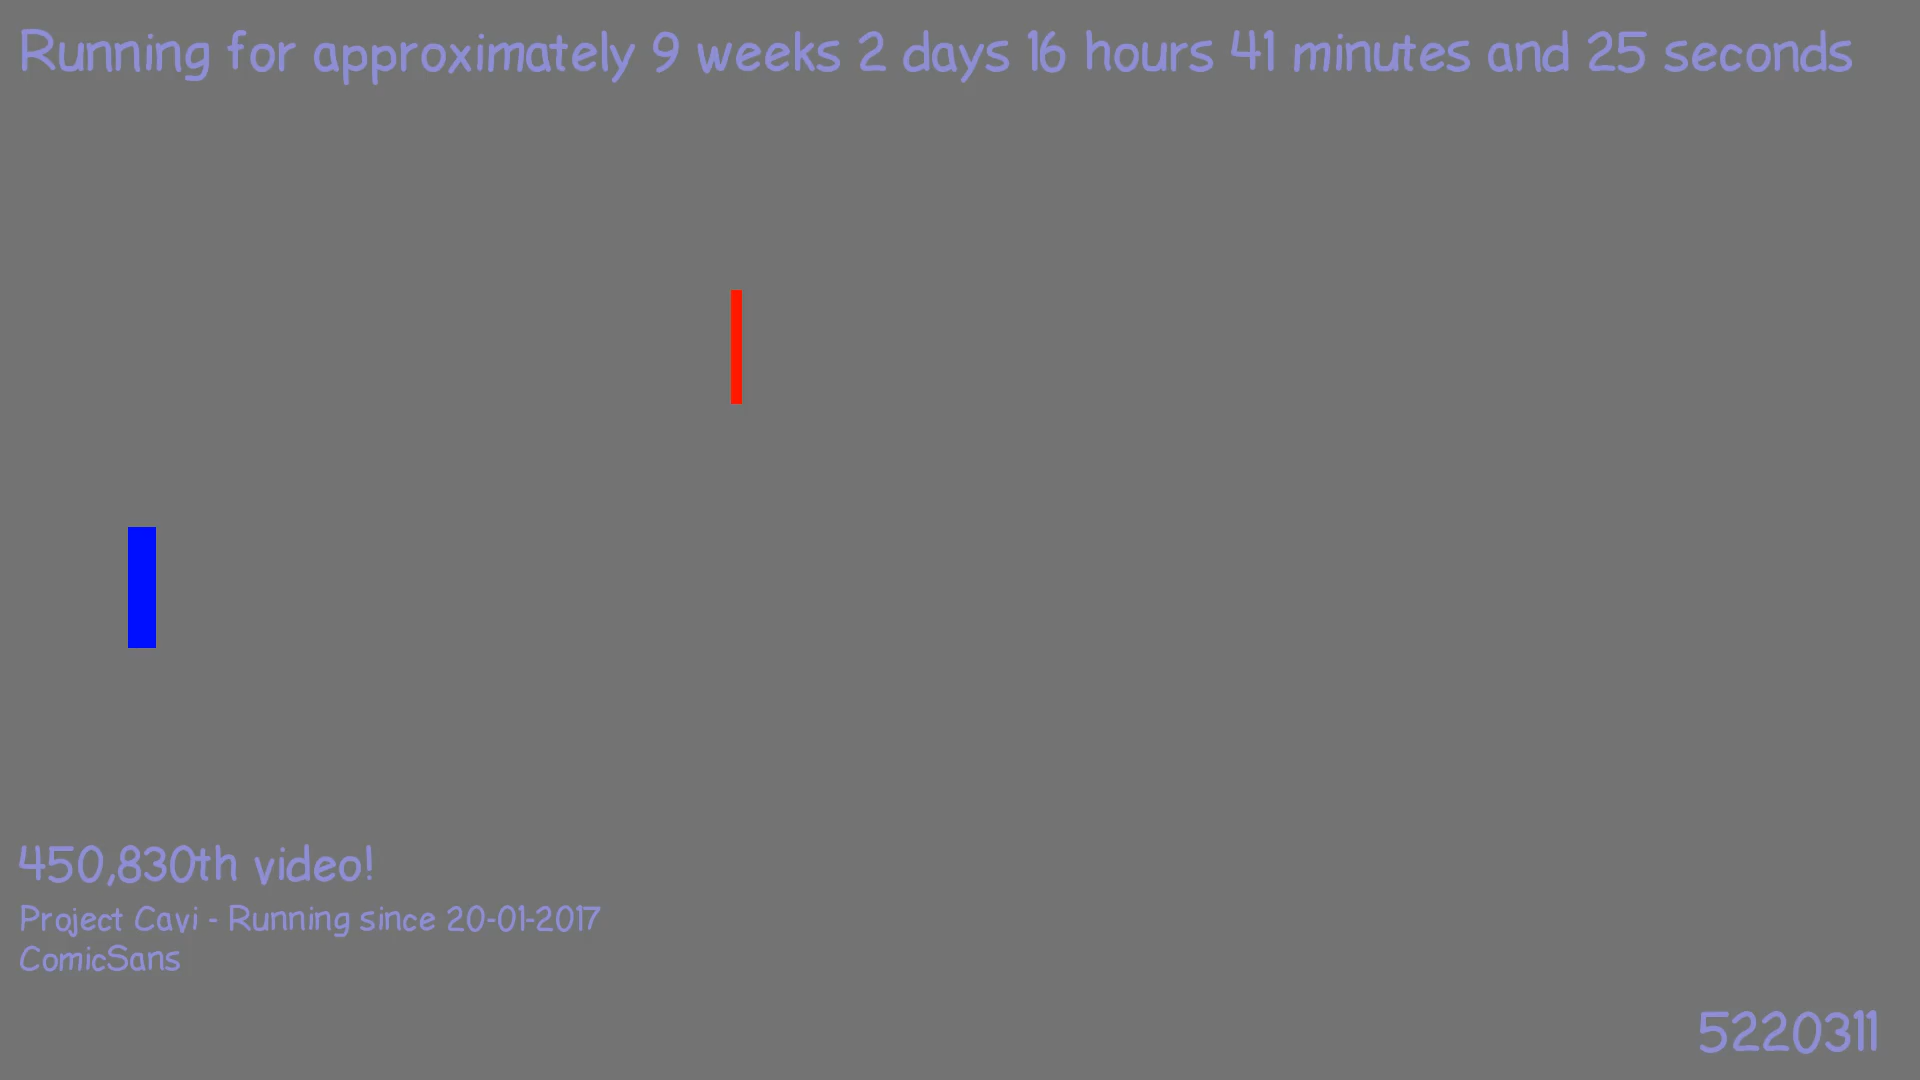 Running for approximately 9 weeks 2 days 16 hours 41 minutes and 25 seconds
450,830th video!
Project Cavi - Running since 20-01-2017
ComicSans
5220311